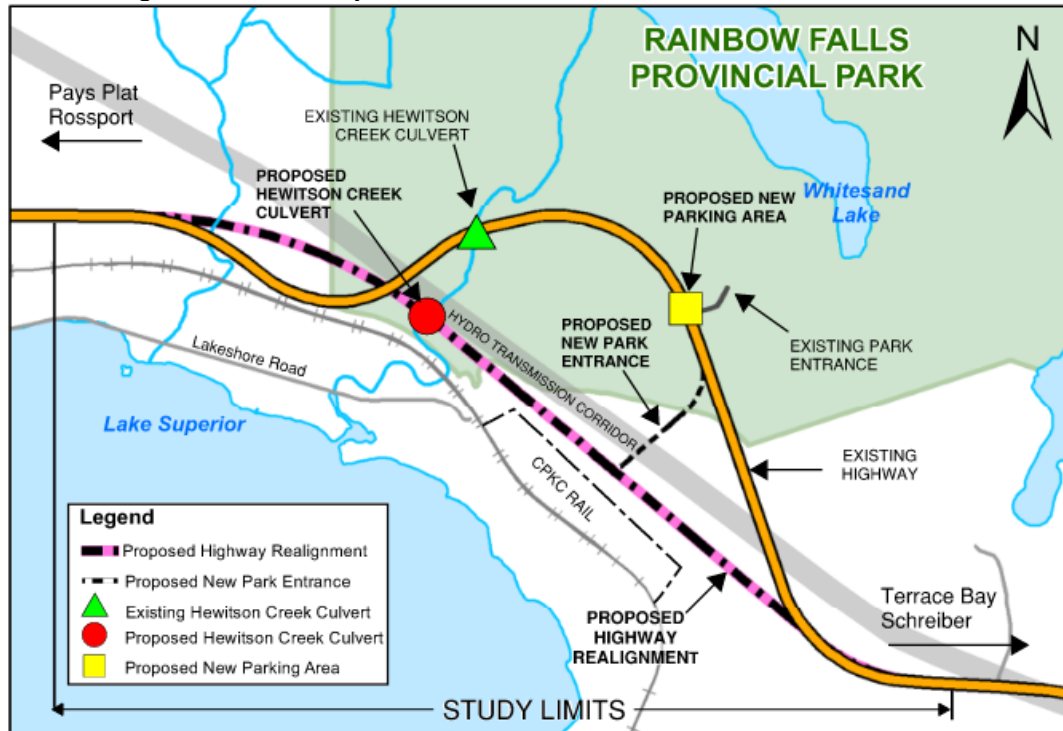 RAINBOW FALLS
PROVINCIAL PARK
N
Pays Plat
Rossport
EXISTING HEWITSON
CREEK CULVERT
PROPOSED
HEWITSON CREEK
CULVERT
PROPOSED NEW
PARKING AREA
Whitesand
Lake
HYDRO TRANSMISSION CORRIDOR
PROPOSED
NEW PARK
ENTRANCE
EXISTING PARK
ENTRANCE
Lakeshore Road
Lake Superior
EXISTING
HIGHWAY
CPKC RAIL
Legend
Proposed Highway Realignment
Proposed New Park Entrance
Existing Hewitson Creek Culvert
Proposed Hewitson Creek Culvert
Proposed New Parking Area
PROPOSED
HIGHWAY
REALIGNMENT
Terrace Bay
Schreiber
STUDY LIMITS